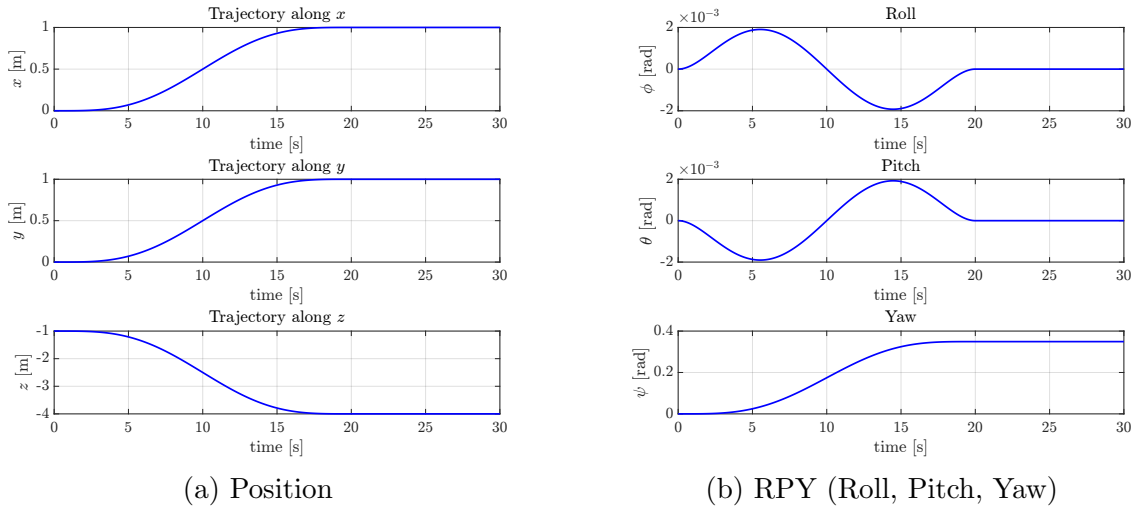 Trajectory along x
1
0.5
0
x [m]
0 5 10 15 20 25 30
time [s]
Trajectory along y
1
0.5
0
y [m]
0 5 10 15 20 25 30
time [s]
Trajectory along z
-1
-2
-3
-4
z [m]
0 5 10 15 20 25 30
time [s]
(a) Position
×10⁻³
Roll
2
0
-2
ϕ [rad]
0 5 10 15 20 25 30
time [s]
×10⁻³
Pitch
2
0
-2
θ [rad]
0 5 10 15 20 25 30
time [s]
Yaw
0.4
0.2
0
ψ [rad]
0 5 10 15 20 25 30
time [s]
(b) RPY (Roll, Pitch, Yaw)